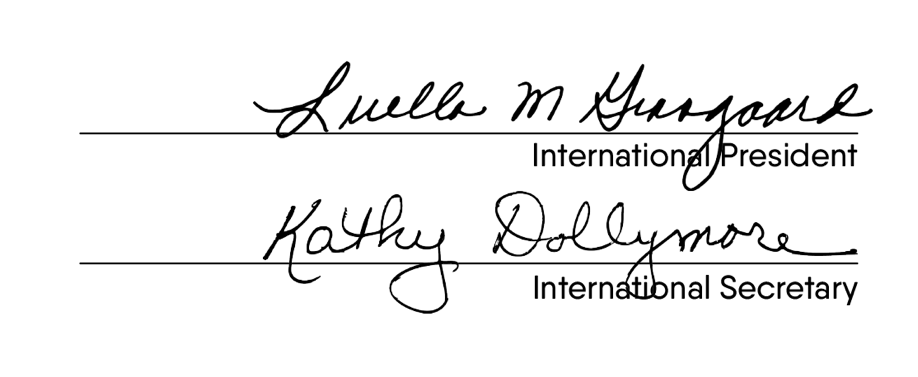 Luella M
International President
Kathy Dollymore
International Secretary